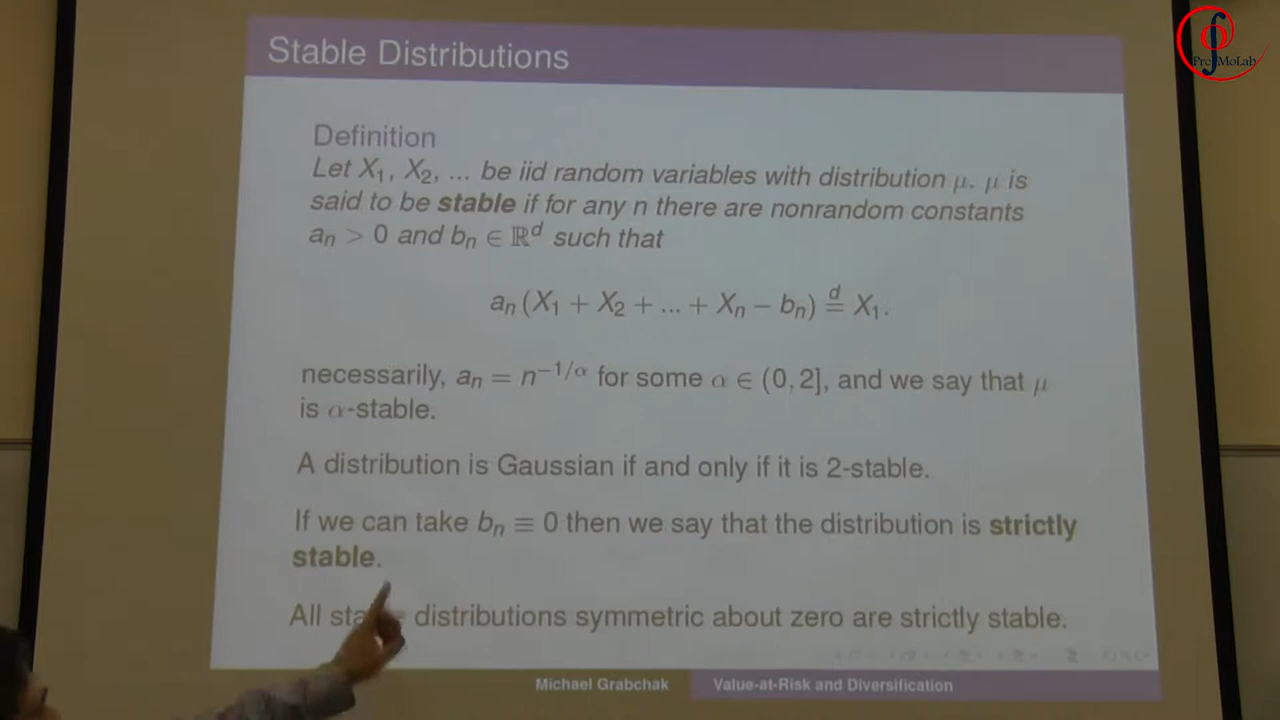 Stable Distributions
Definition
Let X₁, X₂, ... be iid random variables with distribution μ. μ is
said to be stable if for any n there are nonrandom constants
aₙ > 0 and bₙ ∈ ℝᵈ such that
aₙ (X₁ + X₂ + ... + Xₙ − bₙ) =ᵈ X₁.
necessarily, aₙ = n^{−1/α} for some α ∈ (0, 2], and we say that μ
is α-stable.
A distribution is Gaussian if and only if it is 2-stable.
If we can take bₙ ≡ 0 then we say that the distribution is strictly
stable.
All distributions symmetric about zero are strictly stable.
Michael Grabchak Value-at-Risk and Diversification
PreMoLab